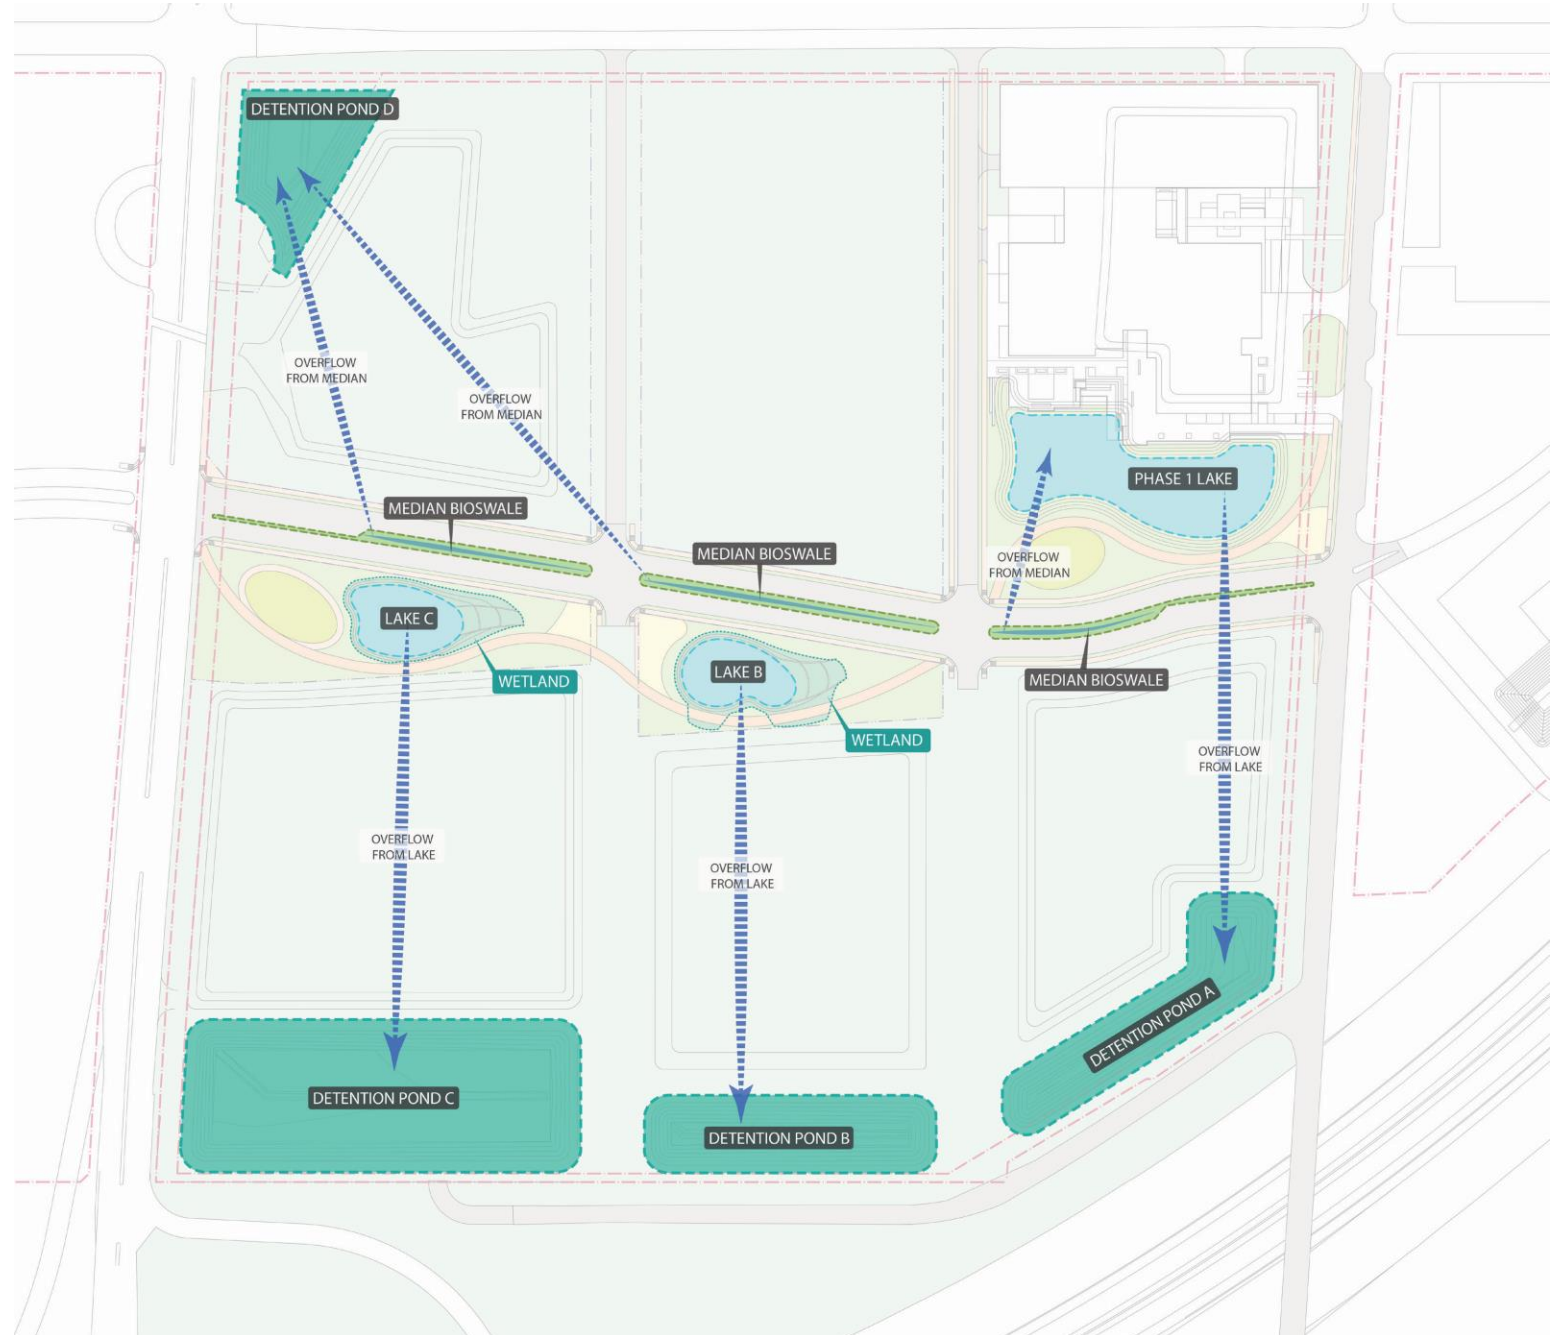 DETENTION POND D
OVERFLOW
FROM MEDIAN
OVERFLOW
FROM MEDIAN
PHASE 1 LAKE
MEDIAN BIOSWALE
MEDIAN BIOSWALE
OVERFLOW
FROM MEDIAN
LAKE C
WETLAND
LAKE B
MEDIAN BIOSWALE
WETLAND
OVERFLOW
FROM LAKE
OVERFLOW
FROM LAKE
OVERFLOW
FROM LAKE
DETENTION POND A
DETENTION POND C
DETENTION POND B